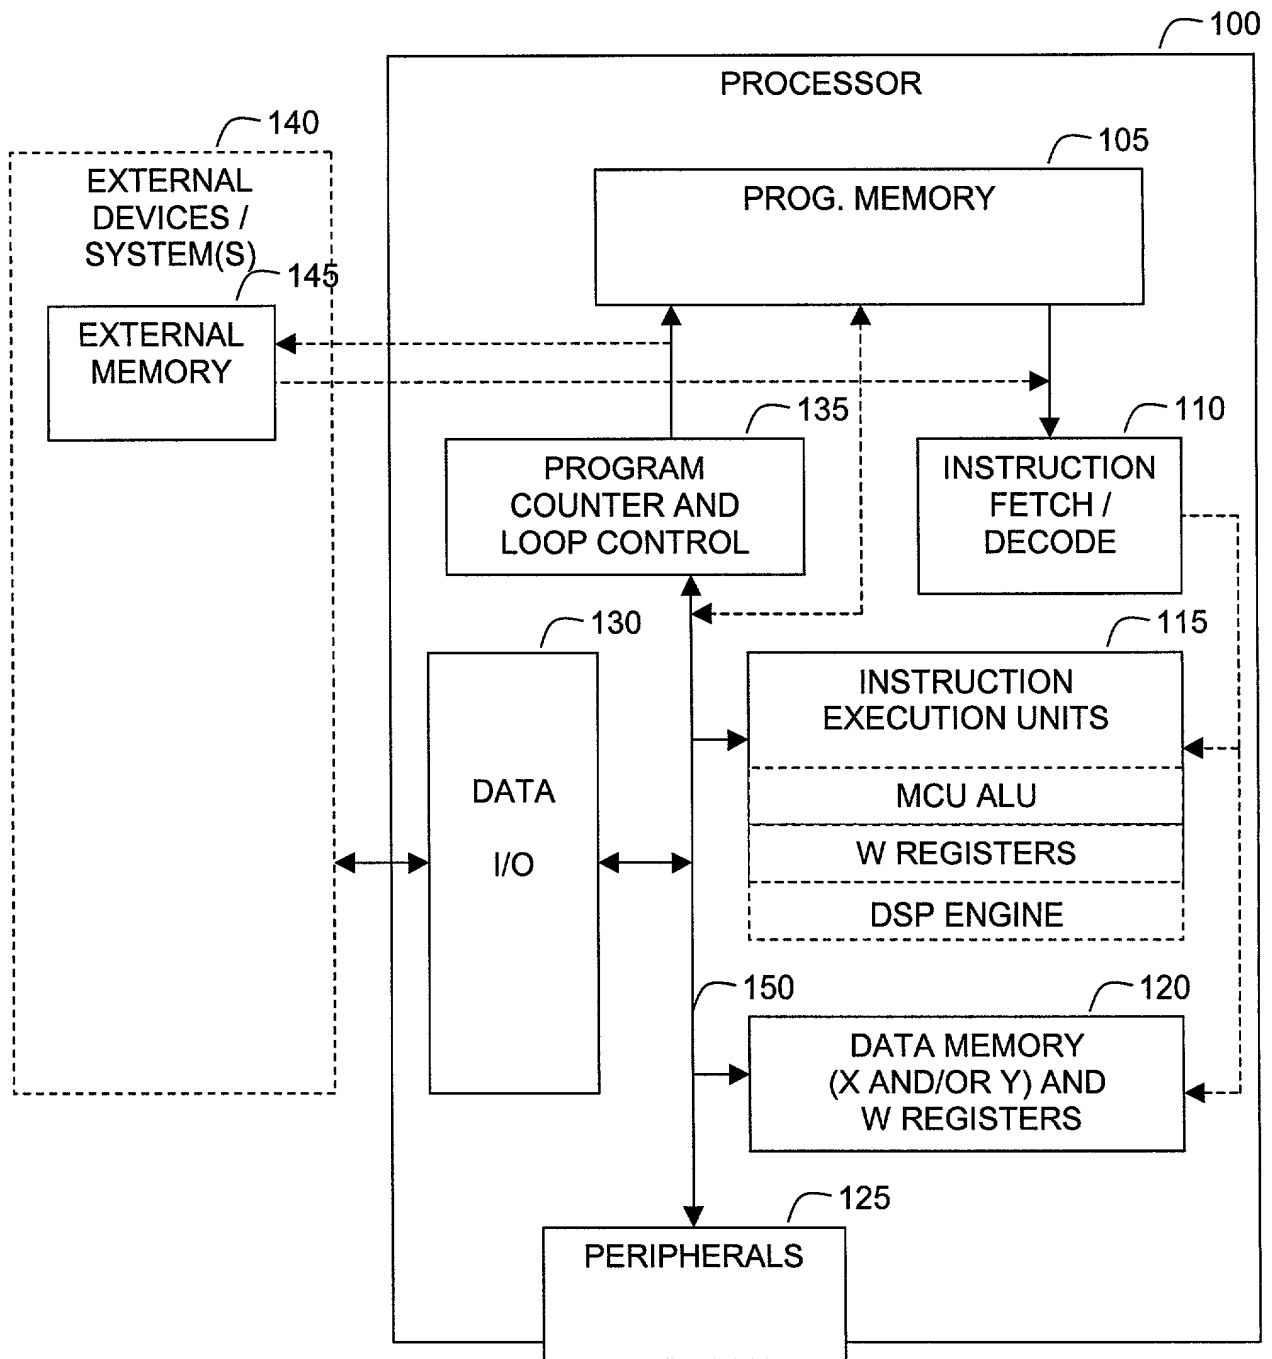 100
PROCESSOR
140
EXTERNAL
DEVICES /
SYSTEM(S)
105
PROG. MEMORY
145
EXTERNAL
MEMORY
135
PROGRAM
COUNTER AND
LOOP CONTROL
110
INSTRUCTION
FETCH /
DECODE
130
DATA
I/O
115
INSTRUCTION
EXECUTION UNITS
MCU ALU
W REGISTERS
DSP ENGINE
150
120
DATA MEMORY
(X AND/OR Y) AND
W REGISTERS
125
PERIPHERALS